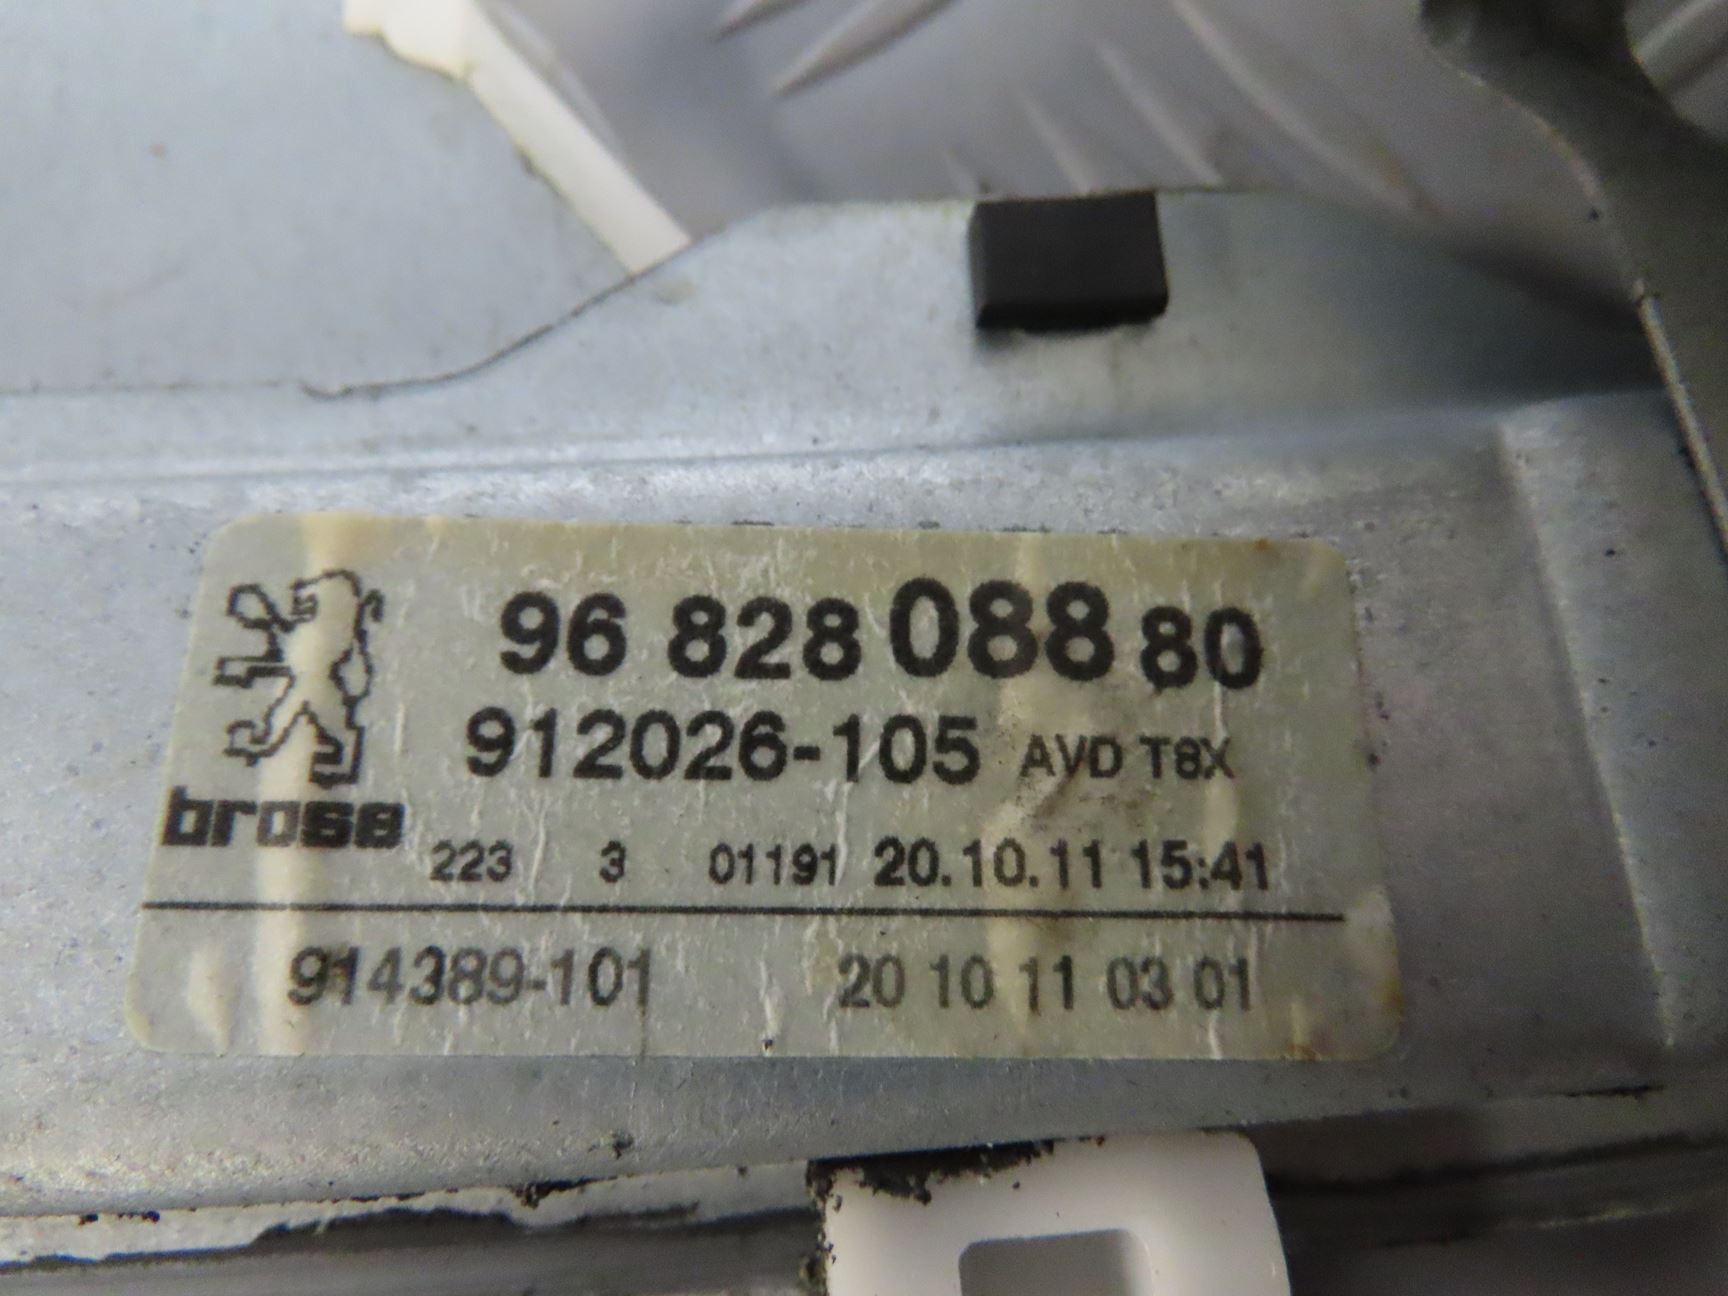 96 828 088 80
912026-105 AVD T8X
brose
223 3 01191 20.10.11 15:41
914389-101 20 10 11 03 01